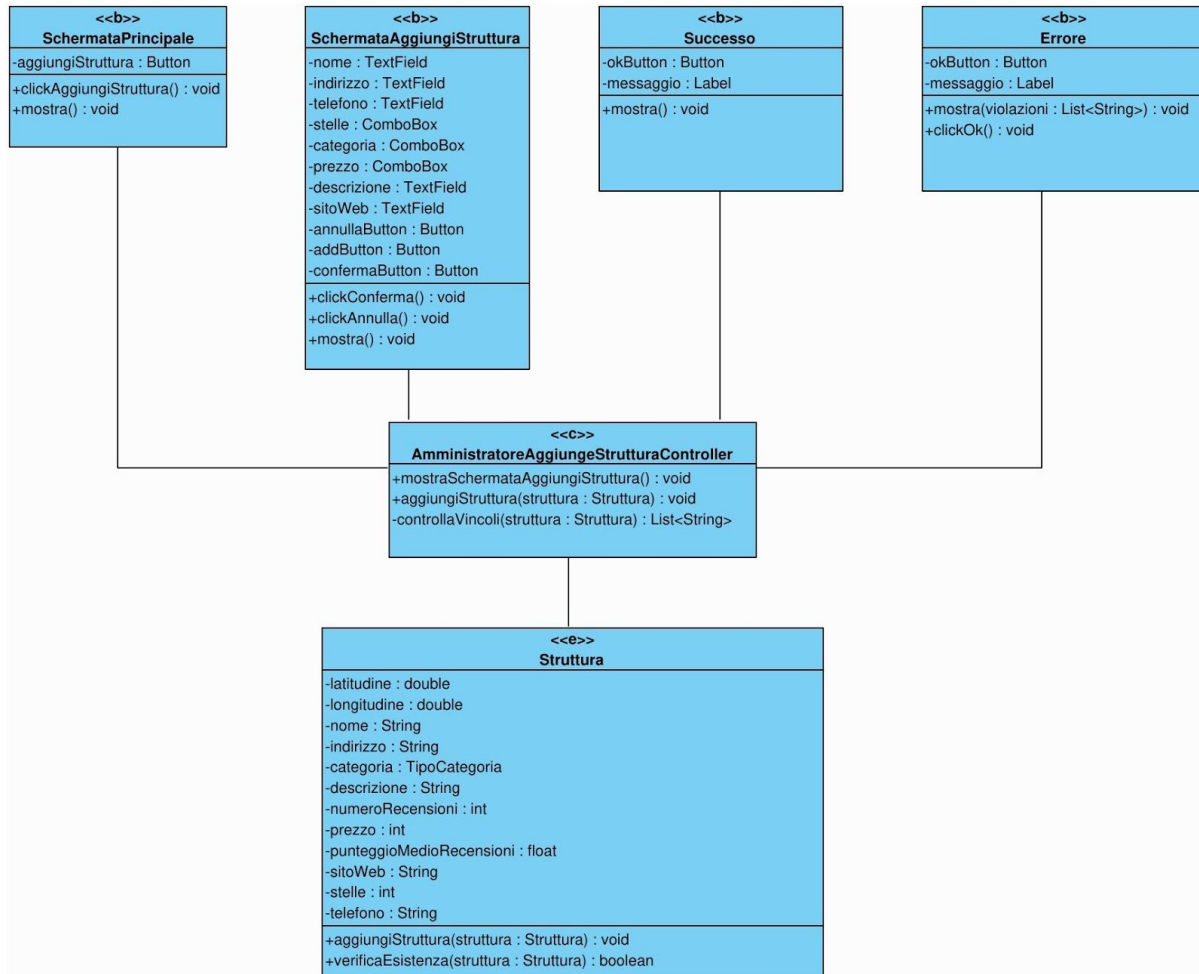 <<b>>
SchermataPrincipale
-aggiungiStruttura : Button
+clickAggiungiStruttura() : void
+mostra() : void
<<b>>
SchermataAggiungiStruttura
-nome : TextField
-indirizzo : TextField
-telefono : TextField
-stelle : ComboBox
-categoria : ComboBox
-prezzo : ComboBox
-descrizione : TextField
-sitoWeb : TextField
-annullaButton : Button
-addButton : Button
-confermaButton : Button
+clickConferma() : void
+clickAnnulla() : void
+mostra() : void
<<b>>
Successo
-okButton : Button
-messaggio : Label
+mostra() : void
<<b>>
Errore
-okButton : Button
-messaggio : Label
+mostra(violazioni : List<String>) : void
+clickOk() : void
<<c>>
AmministratoreAggiungeStrutturaController
+mostraSchermataAggiungiStruttura() : void
+aggiungiStruttura(struttura : Struttura) : void
-controllaVincoli(struttura : Struttura) : List<String>
<<e>>
Struttura
-latitudine : double
-longitudine : double
-nome : String
-indirizzo : String
-categoria : TipoCategoria
-descrizione : String
-numeroRecensioni : int
-prezzo : int
-punteggioMedioRecensioni : float
-sitoWeb : String
-stelle : int
-telefono : String
+aggiungiStruttura(struttura : Struttura) : void
+verificaEsistenza(struttura : Struttura) : boolean